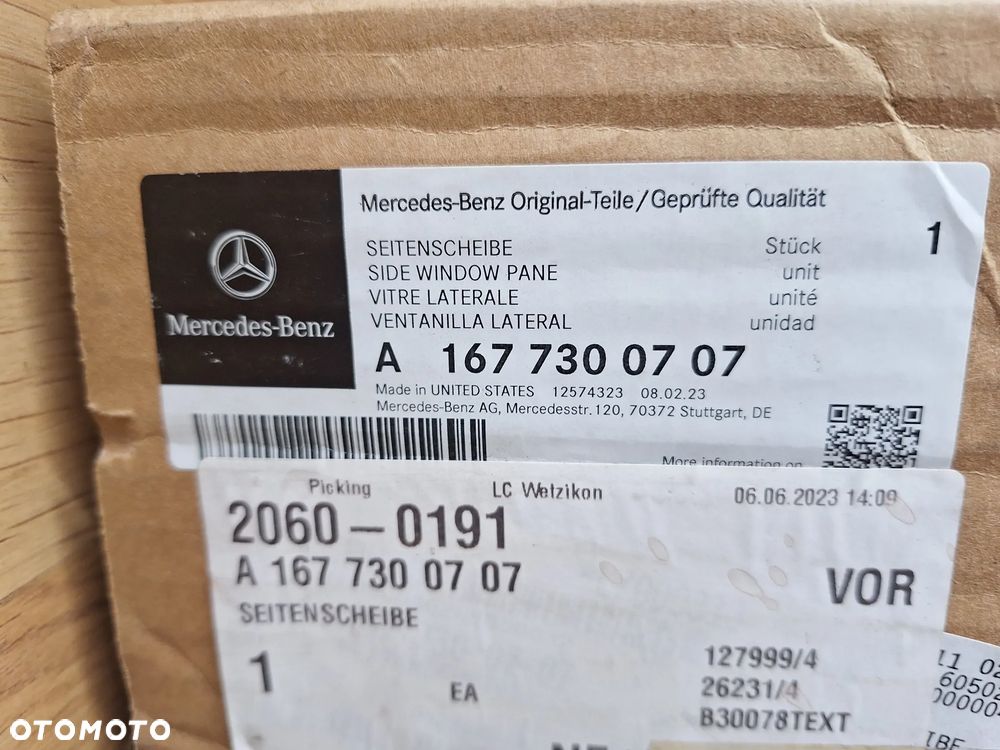 Mercedes-Benz
Mercedes-Benz Original-Teile/Geprüfte Qualität
1
SEITENSCHEIBE Stück
SIDE WINDOW PANE unit
VITRE LATERALE unité
VENTANILLA LATERAL unidad
A 167 730 07 07
Made in UNITED STATES 12574323 08.02.23
Mercedes-Benz AG, Mercedesstr. 120, 70372 Stuttgart, DE
More information on
Picking LC Wetzikon 06.06.2023 14:09
2060-0191
A 167 730 07 07
VOR
SEITENSCHEIBE
1
EA
127999/4
26231/4
B30078TEXT
OTOMOTO